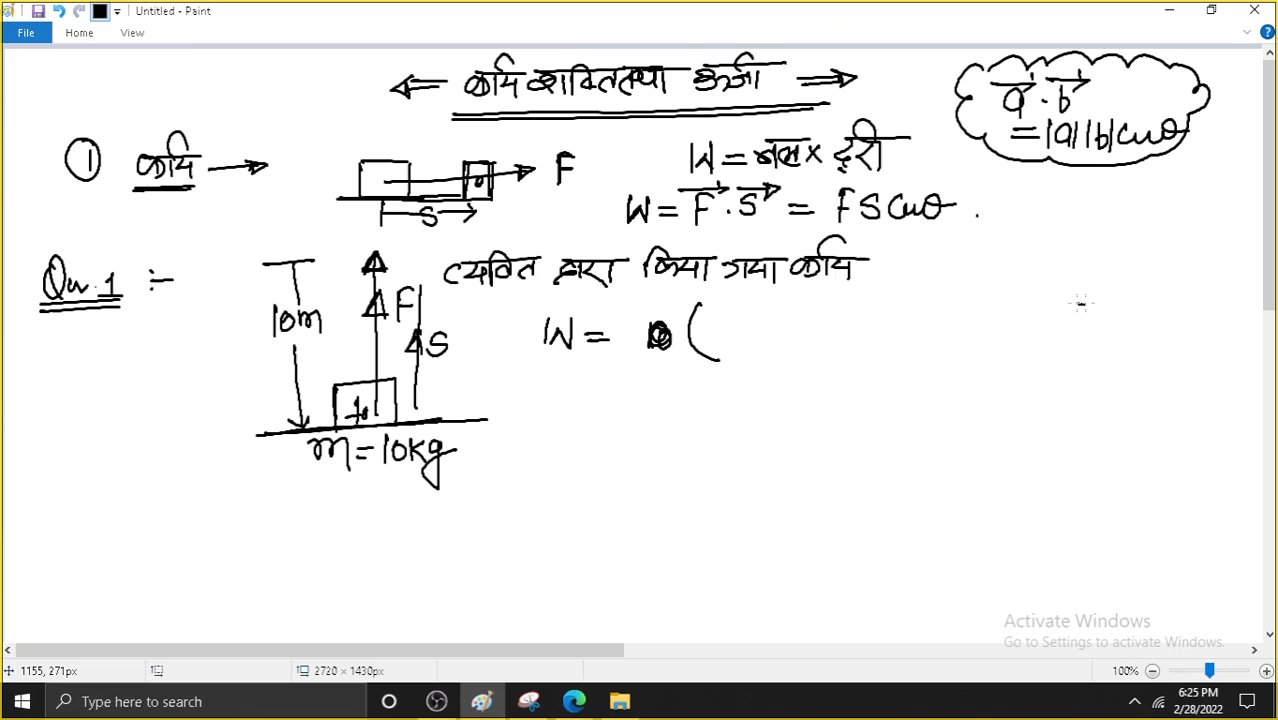 Untitled - Paint
File Home View
कार्य शक्ति तथा ऊर्जा
a · b
= |a| |b| cosθ
① कार्य
F
S
W = बल × दूरी
W = F · S = F S cosθ .
Qu. 1 :-
10m
F
S
m = 10kg
व्यक्ति द्वारा किया गया कार्य
W = (
Activate Windows
Go to Settings to activate Windows.
1155, 271px
2720 × 1430px
100%
Type here to search
6:25 PM
2/28/2022